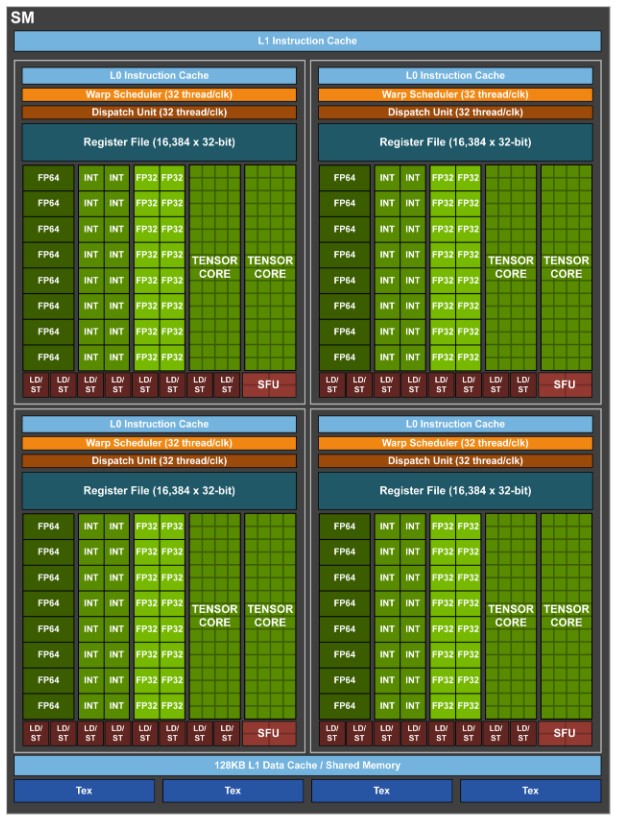 SM
L1 Instruction Cache
L0 Instruction Cache
Warp Scheduler (32 thread/clk)
Dispatch Unit (32 thread/clk)
Register File (16,384 x 32-bit)
FP64 INT INT FP32 FP32
FP64 INT INT FP32 FP32
FP64 INT INT FP32 FP32
FP64 INT INT FP32 FP32
FP64 INT INT FP32 FP32
FP64 INT INT FP32 FP32
FP64 INT INT FP32 FP32
FP64 INT INT FP32 FP32
TENSOR TENSOR
CORE CORE
LD/ LD/ LD/ LD/ LD/ LD/ LD/ LD/
ST ST ST ST ST ST ST ST
SFU
L0 Instruction Cache
Warp Scheduler (32 thread/clk)
Dispatch Unit (32 thread/clk)
Register File (16,384 x 32-bit)
FP64 INT INT FP32 FP32
FP64 INT INT FP32 FP32
FP64 INT INT FP32 FP32
FP64 INT INT FP32 FP32
FP64 INT INT FP32 FP32
FP64 INT INT FP32 FP32
FP64 INT INT FP32 FP32
FP64 INT INT FP32 FP32
TENSOR TENSOR
CORE CORE
LD/ LD/ LD/ LD/ LD/ LD/ LD/ LD/
ST ST ST ST ST ST ST ST
SFU
L0 Instruction Cache
Warp Scheduler (32 thread/clk)
Dispatch Unit (32 thread/clk)
Register File (16,384 x 32-bit)
FP64 INT INT FP32 FP32
FP64 INT INT FP32 FP32
FP64 INT INT FP32 FP32
FP64 INT INT FP32 FP32
FP64 INT INT FP32 FP32
FP64 INT INT FP32 FP32
FP64 INT INT FP32 FP32
FP64 INT INT FP32 FP32
TENSOR TENSOR
CORE CORE
LD/ LD/ LD/ LD/ LD/ LD/ LD/ LD/
ST ST ST ST ST ST ST ST
SFU
L0 Instruction Cache
Warp Scheduler (32 thread/clk)
Dispatch Unit (32 thread/clk)
Register File (16,384 x 32-bit)
FP64 INT INT FP32 FP32
FP64 INT INT FP32 FP32
FP64 INT INT FP32 FP32
FP64 INT INT FP32 FP32
FP64 INT INT FP32 FP32
FP64 INT INT FP32 FP32
FP64 INT INT FP32 FP32
FP64 INT INT FP32 FP32
TENSOR TENSOR
CORE CORE
LD/ LD/ LD/ LD/ LD/ LD/ LD/ LD/
ST ST ST ST ST ST ST ST
SFU
128KB L1 Data Cache / Shared Memory
Tex Tex Tex Tex